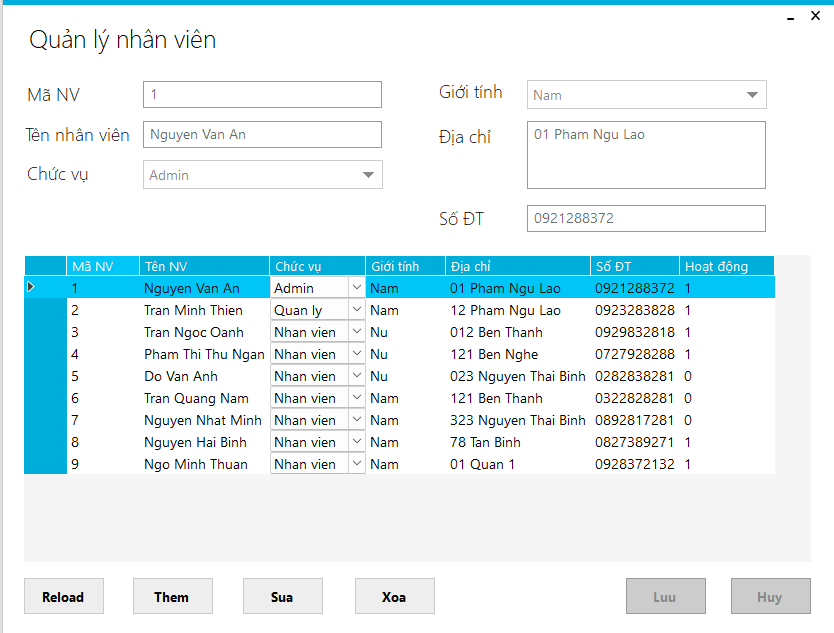 Quản lý nhân viên
Mã NV 1
Giới tính Nam
Tên nhân viên Nguyen Van An
Địa chỉ 01 Pham Ngu Lao
Chức vụ Admin
Số ĐT 0921288372
Mã NV Tên NV Chức vụ Giới tính Địa chỉ Số ĐT Hoạt động
1 Nguyen Van An Admin Nam 01 Pham Ngu Lao 0921288372 1
2 Tran Minh Thien Quan ly Nam 12 Pham Ngu Lao 0923283828 1
3 Tran Ngoc Oanh Nhan vien Nu 012 Ben Thanh 0929832818 1
4 Pham Thi Thu Ngan Nhan vien Nu 121 Ben Nghe 0727928288 1
5 Do Van Anh Nhan vien Nu 023 Nguyen Thai Binh 0282838281 0
6 Tran Quang Nam Nhan vien Nam 121 Ben Thanh 0322828281 0
7 Nguyen Nhat Minh Nhan vien Nam 323 Nguyen Thai Binh 0892817281 0
8 Nguyen Hai Binh Nhan vien Nam 78 Tan Binh 0827389271 1
9 Ngo Minh Thuan Nhan vien Nam 01 Quan 1 0928372132 1
Reload Them Sua Xoa Luu Huy